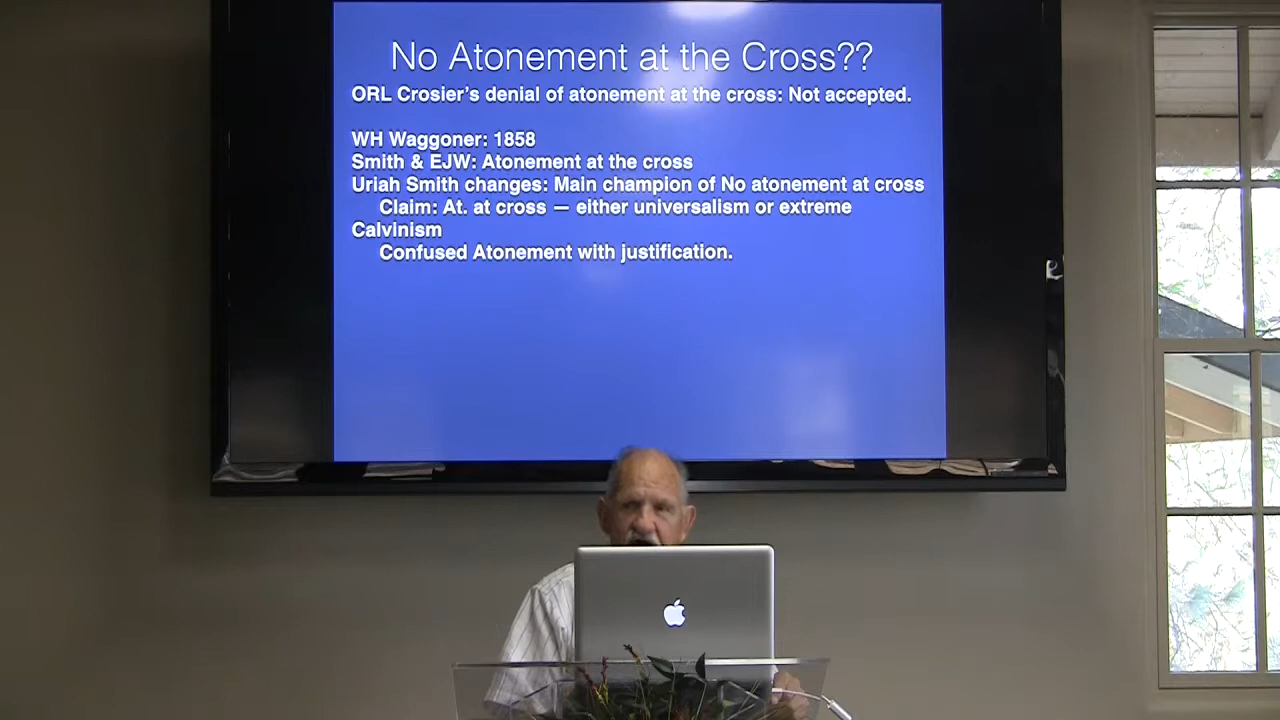 No Atonement at the Cross??
ORL Crosier's denial of atonement at the cross: Not accepted.
WH Waggoner: 1858
Smith & EJW: Atonement at the cross
Uriah Smith changes: Main champion of No atonement at cross
Claim: At. at cross — either universalism or extreme
Calvinism
Confused Atonement with justification.